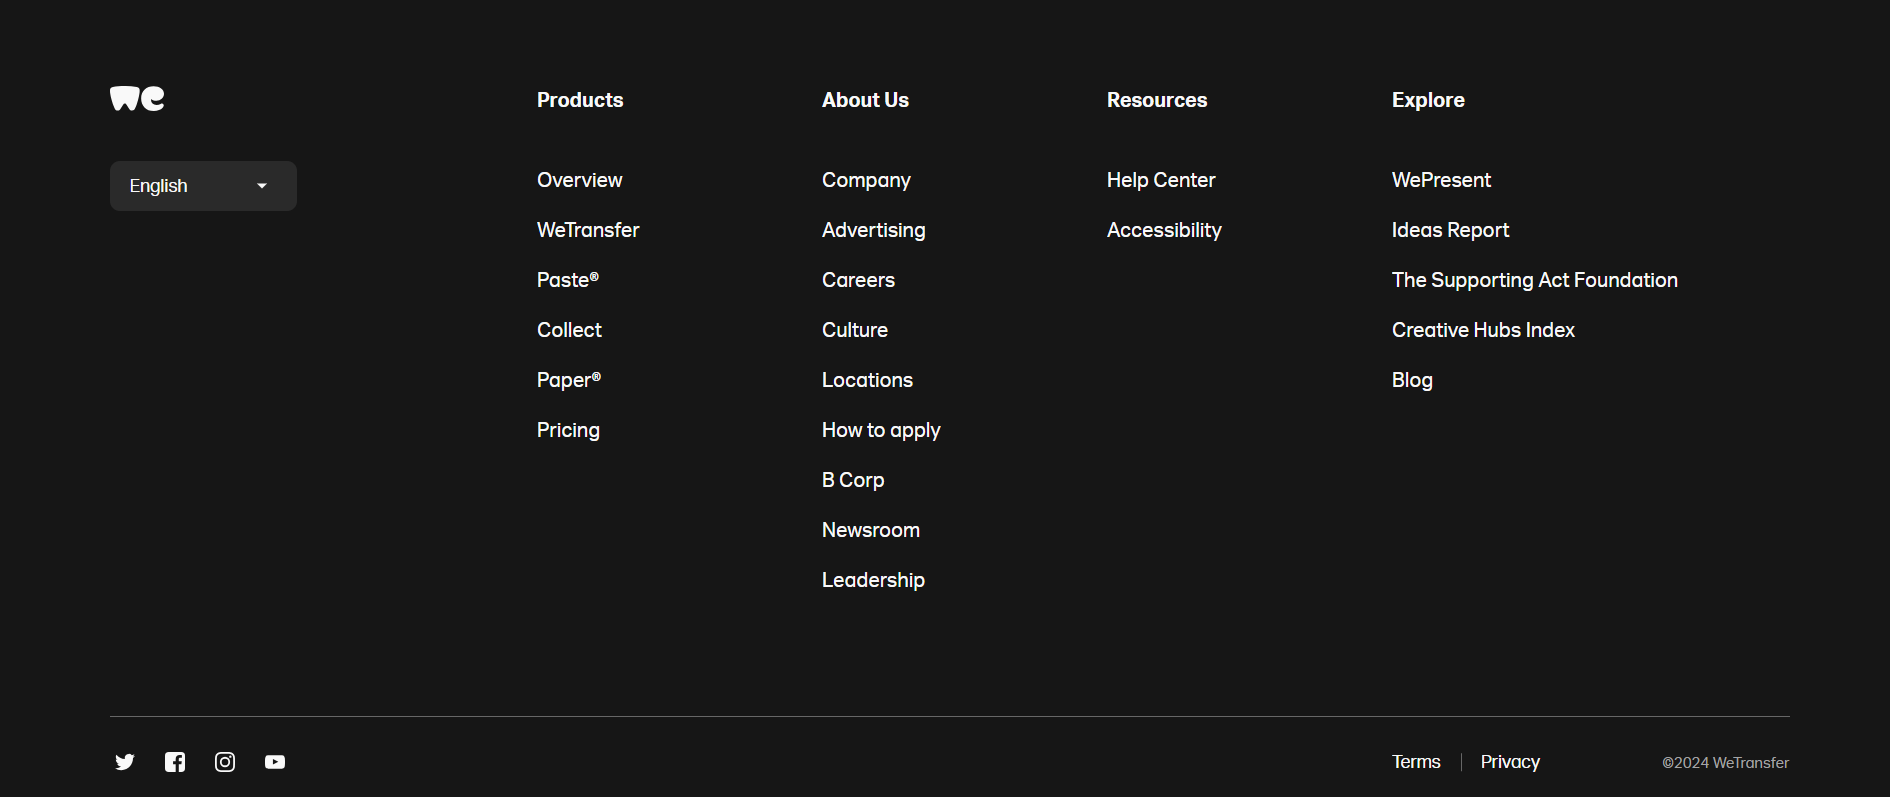 We
English
Products
Overview
WeTransfer
Paste®
Collect
Paper®
Pricing
About Us
Company
Advertising
Careers
Culture
Locations
How to apply
B Corp
Newsroom
Leadership
Resources
Help Center
Accessibility
Explore
WePresent
Ideas Report
The Supporting Act Foundation
Creative Hubs Index
Blog
Terms
Privacy
©2024 WeTransfer